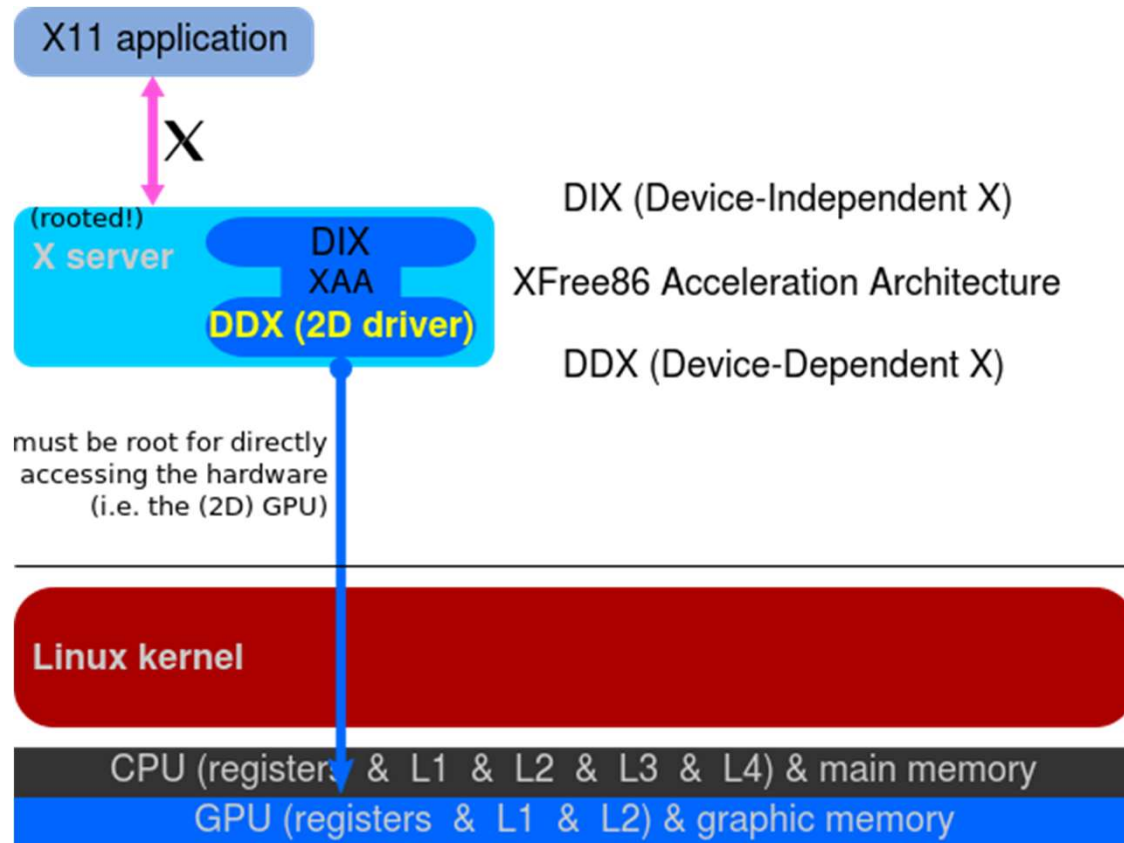 X11 application
X
DIX (Device-Independent X)
(rooted!)
X server
DIX
XAA
XFree86 Acceleration Architecture
DDX (2D driver)
DDX (Device-Dependent X)
must be root for directly
accessing the hardware
(i.e. the (2D) GPU)
Linux kernel
CPU (registers & L1 & L2 & L3 & L4) & main memory
GPU (registers & L1 & L2) & graphic memory